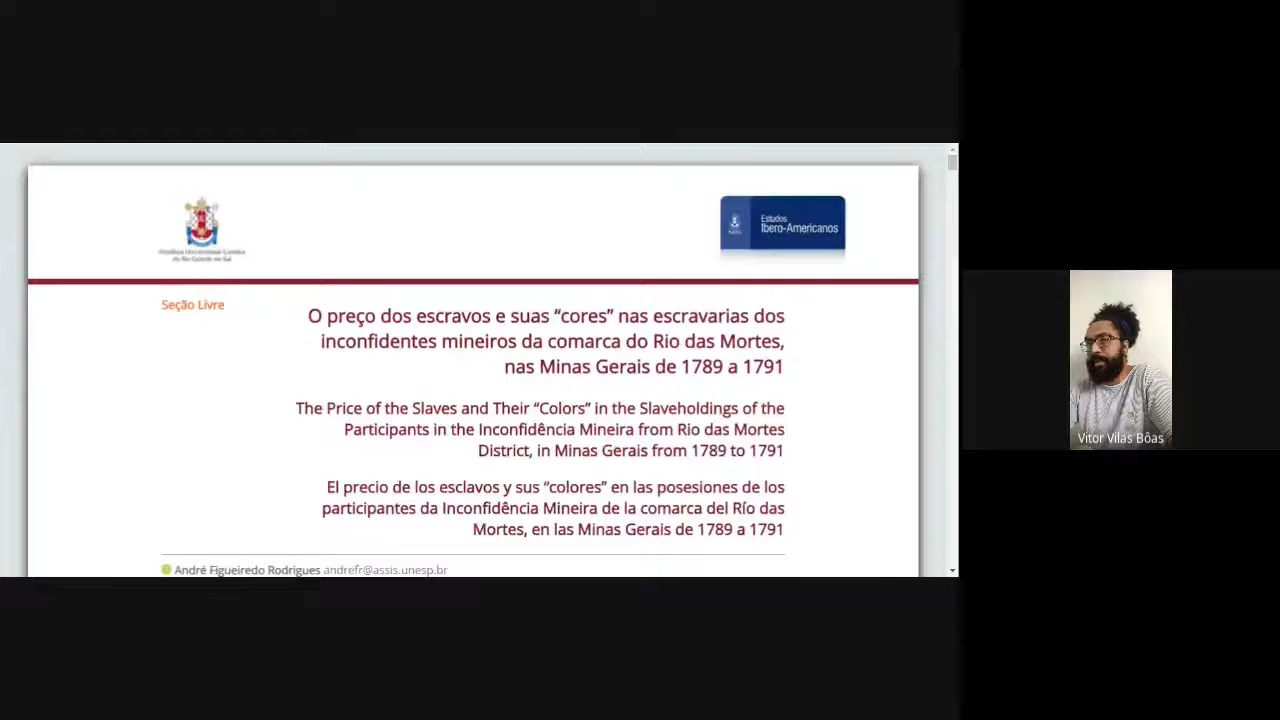 Estudos
Ibero-Americanos
Seção Livre
O preço dos escravos e suas “cores” nas escravarias dos
inconfidentes mineiros da comarca do Rio das Mortes,
nas Minas Gerais de 1789 a 1791
The Price of the Slaves and Their “Colors” in the Slaveholdings of the
Participants in the Inconfidência Mineira from Rio das Mortes
District, in Minas Gerais from 1789 to 1791
El precio de los esclavos y sus “colores” en las posesiones de los
participantes da Inconfidência Mineira de la comarca del Río das
Mortes, en las Minas Gerais de 1789 a 1791
André Figueiredo Rodrigues andrefr@assis.unesp.br
Vitor Vilas Bôas